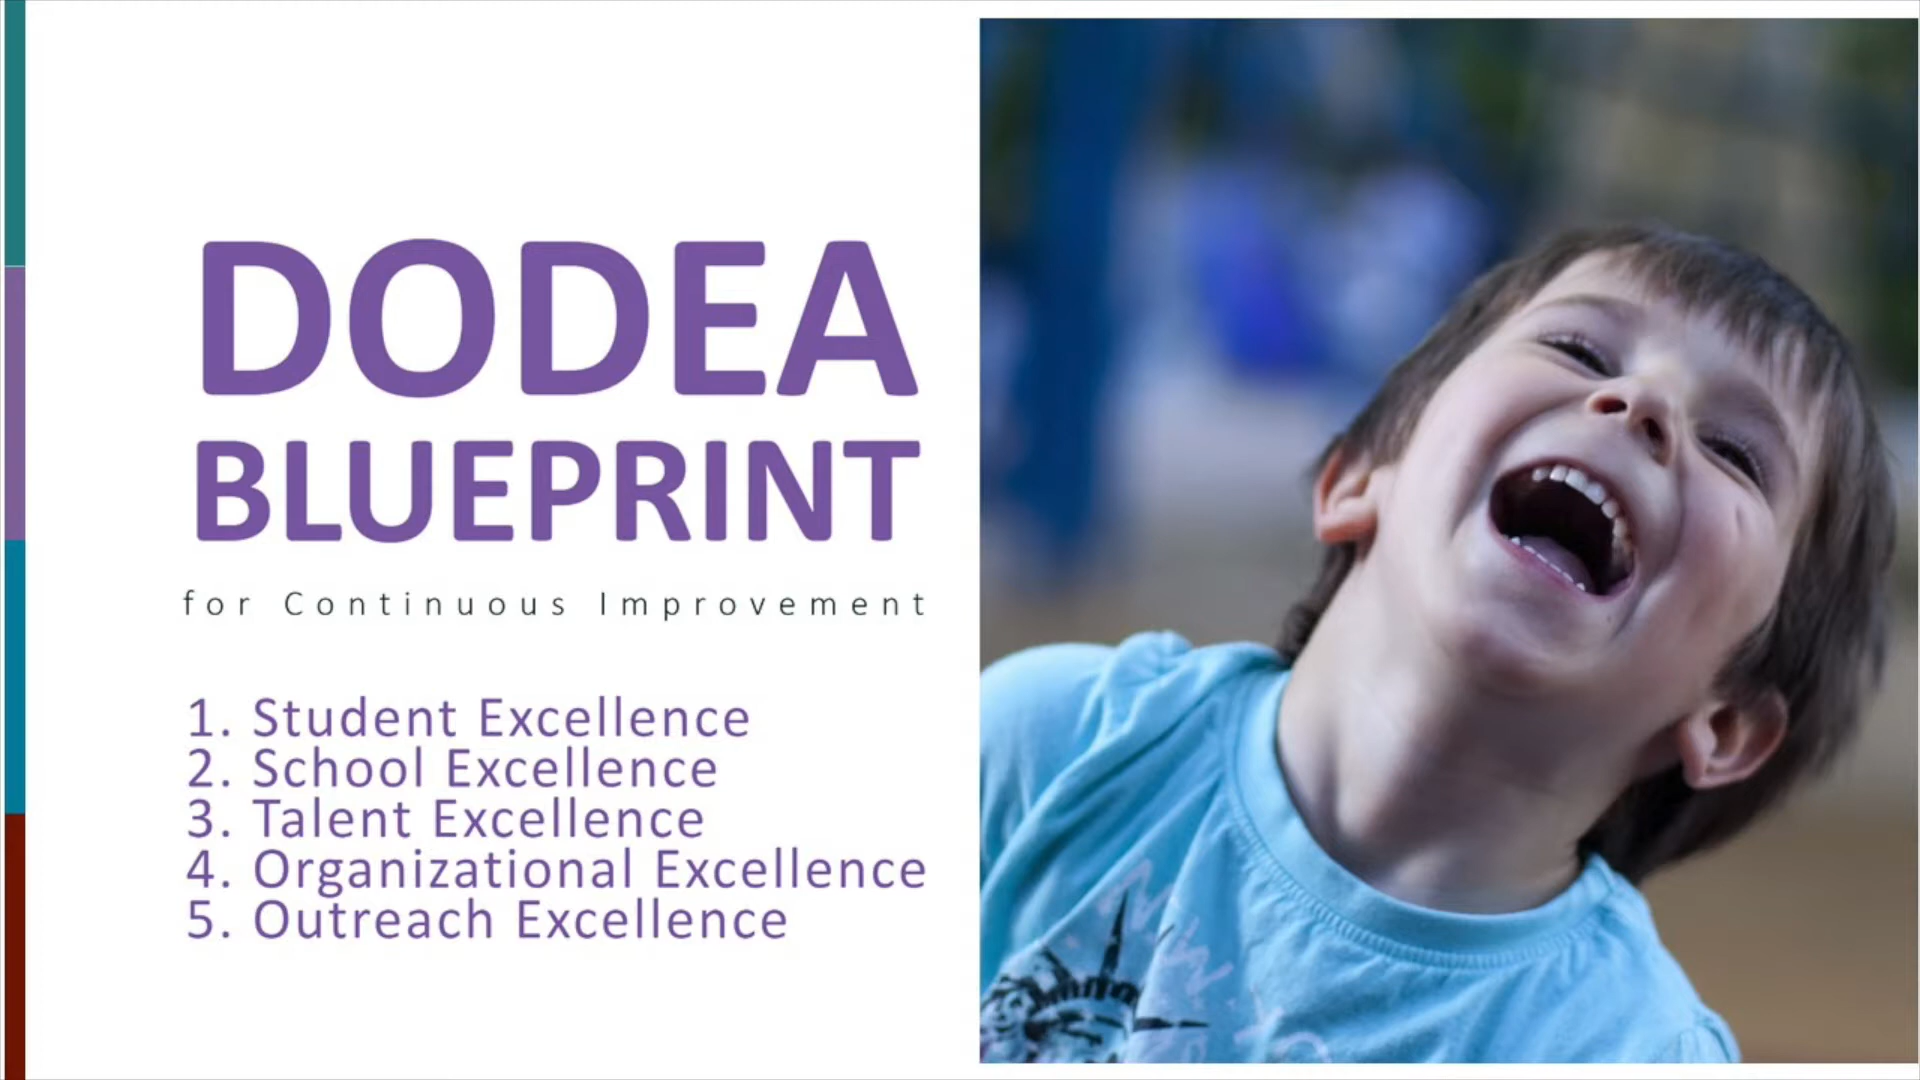 DODEA
BLUEPRINT
for Continuous Improvement
1. Student Excellence
2. School Excellence
3. Talent Excellence
4. Organizational Excellence
5. Outreach Excellence